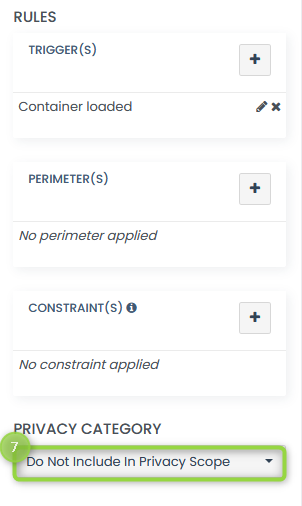 RULES
TRIGGER(S)
+
Container loaded
PERIMETER(S)
+
No perimeter applied
CONSTRAINT(S)
+
No constraint applied
PRIVACY CATEGORY
7
Do Not Include In Privacy Scope